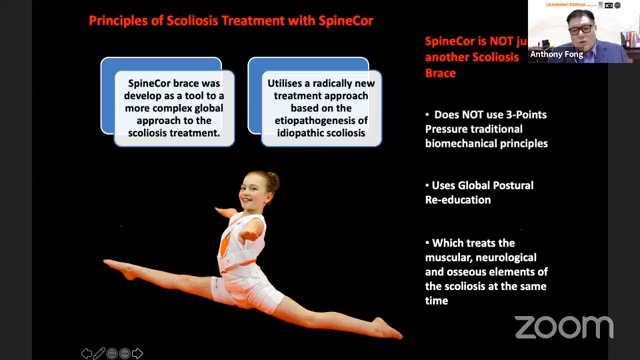 Principles of Scoliosis Treatment with SpineCor
SpineCor brace was
develop as a tool to a
more complex global
approach to the
scoliosis treatment.
Utilises a radically new
treatment approach
based on the
etiopathogenesis of
idiopathic scoliosis
SpineCor is NOT
another Scoliosis
Brace
• Does NOT use 3-Points
Pressure traditional
biomechanical principles
• Uses Global Postural
Re-education
• Which treats the
muscular, neurological
and osseous elements of
the scoliosis at the same
time
LEARNING FORUM
Anthony Fong
zoom